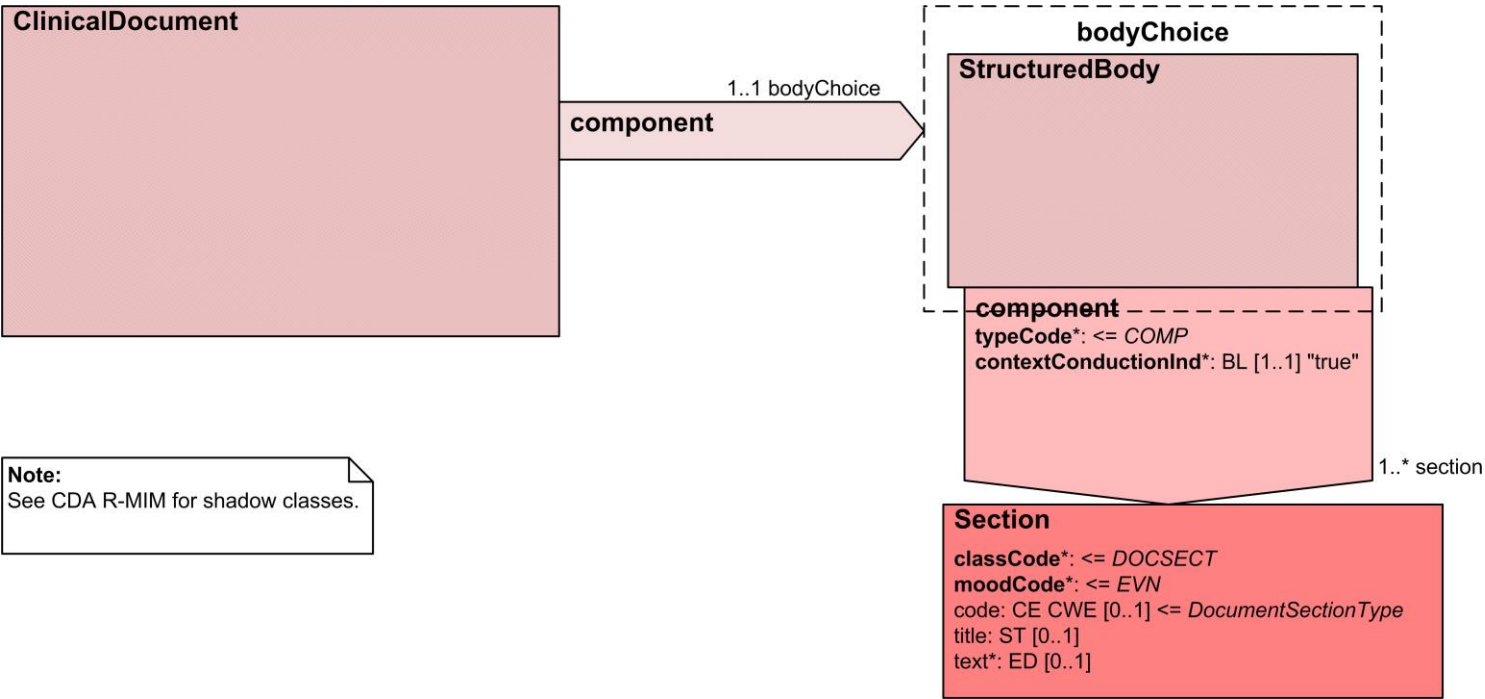 ClinicalDocument
1..1 bodyChoice
component
bodyChoice
StructuredBody
component
typeCode*: <= COMP
contextConductionInd*: BL [1..1] "true"
1..* section
Note:
See CDA R-MIM for shadow classes.
Section
classCode*: <= DOCSECT
moodCode*: <= EVN
code: CE CWE [0..1] <= DocumentSectionType
title: ST [0..1]
text*: ED [0..1]